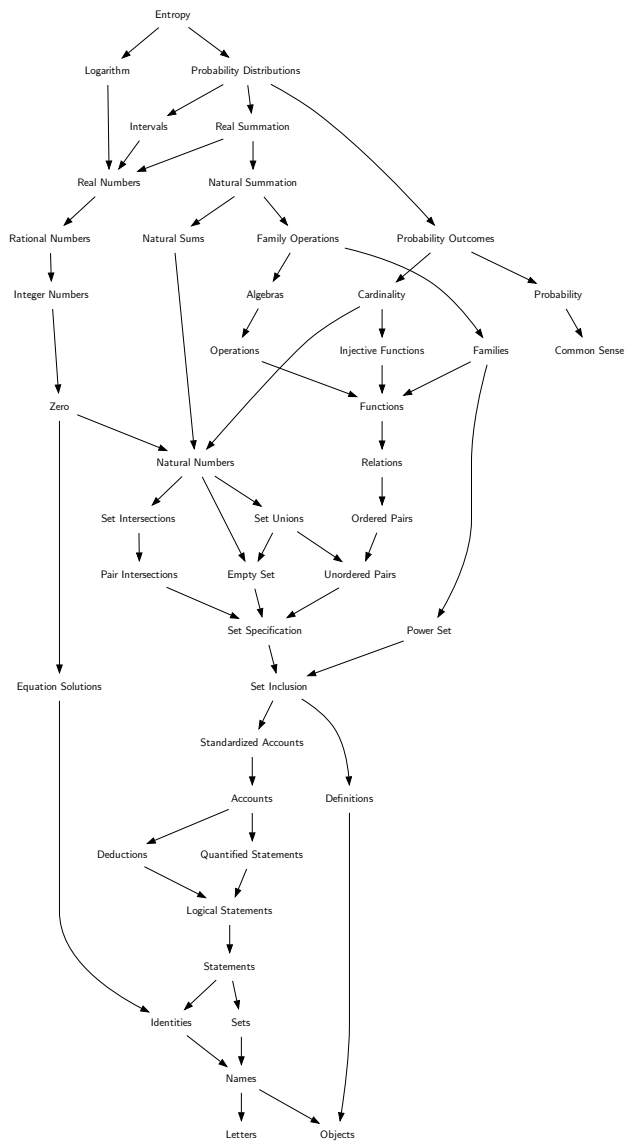 Entropy
Logarithm
Probability Distributions
Intervals
Real Summation
Real Numbers
Natural Summation
Rational Numbers
Natural Sums
Family Operations
Probability Outcomes
Integer Numbers
Algebras
Cardinality
Probability
Operations
Injective Functions
Families
Common Sense
Zero
Functions
Natural Numbers
Relations
Set Intersections
Set Unions
Ordered Pairs
Pair Intersections
Empty Set
Unordered Pairs
Set Specification
Power Set
Equation Solutions
Set Inclusion
Standardized Accounts
Accounts
Definitions
Deductions
Quantified Statements
Logical Statements
Statements
Identities
Sets
Names
Letters
Objects